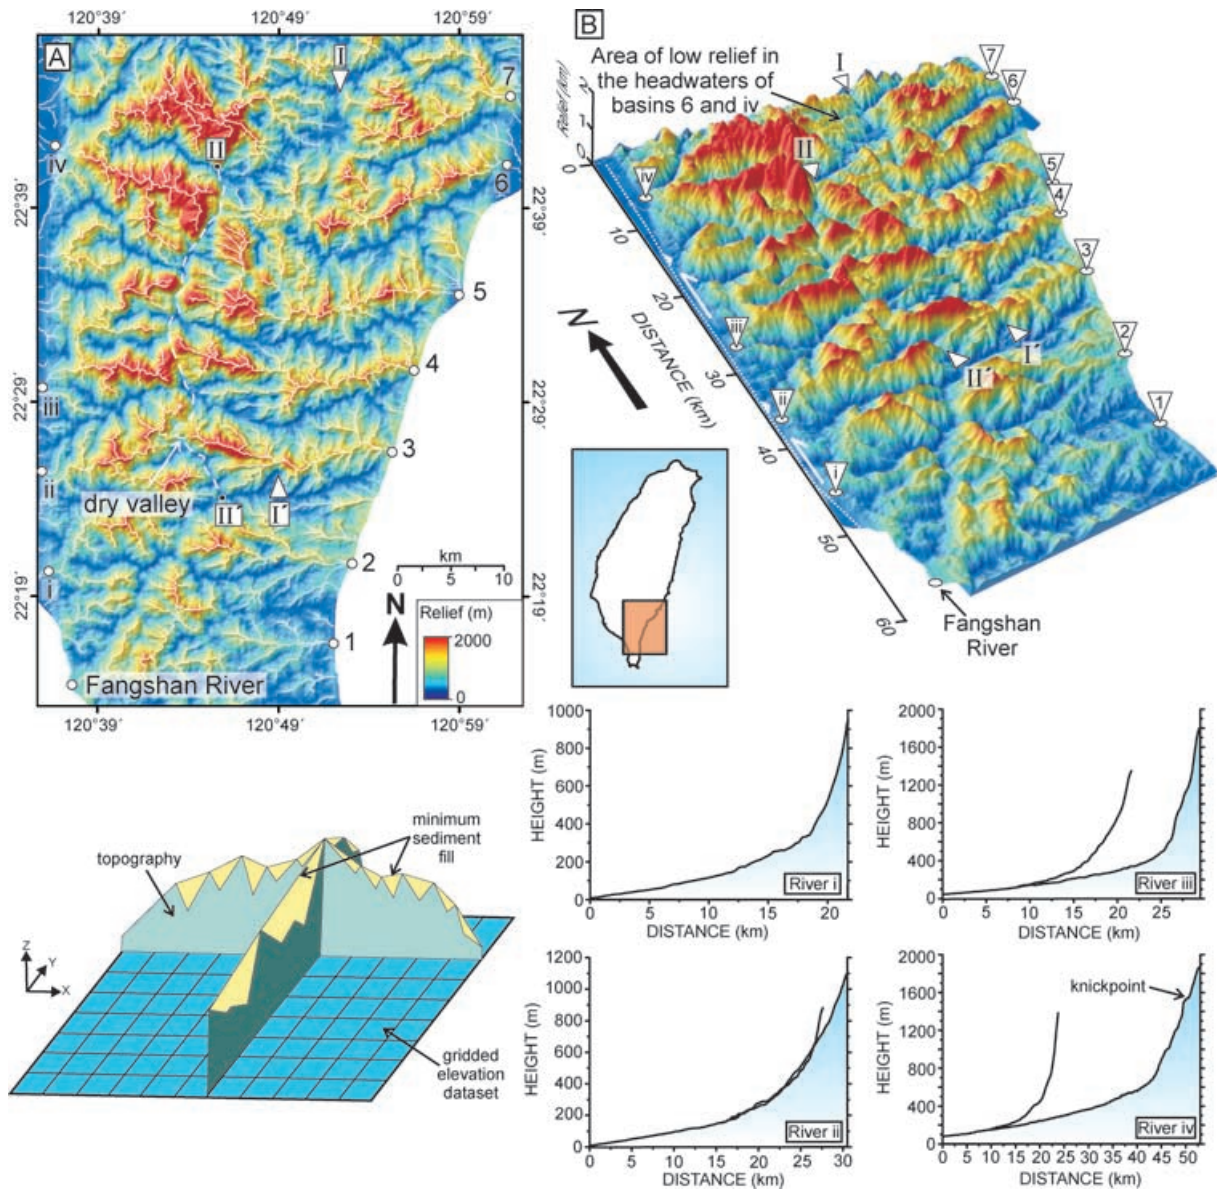 120°39´
120°49´
120°59´
A
I
7
II
iv
6
22°39´
22°39´
5
4
iii
22°29´
22°29´
3
ii
dry valley
II´
I´
km
2
0
5
10
i
22°19´
22°19´
N
Relief (m)
2000
0
1
Fangshan River
120°39´
120°49´
120°59´
B
Area of low relief in
the headwaters of
basins 6 and iv
I
7
6
2
1
0
0
II
iv
5
4
10
3
20
N
DISTANCE (km)
iii
2
I´
II´
30
1
ii
40
i
50
60
Fangshan
River
minimum
sediment
fill
topography
Z
Y
X
gridded
elevation
dataset
1000
800
600
400
200
0
HEIGHT (m)
River i
0
5
10
15
20
DISTANCE (km)
2000
1600
1200
800
400
0
HEIGHT (m)
River iii
0
5
10
15
20
25
DISTANCE (km)
1200
1000
800
600
400
200
0
HEIGHT (m)
River ii
0
5
10
15
20
25
30
DISTANCE (km)
2000
1600
1200
800
400
0
HEIGHT (m)
knickpoint
River iv
0
5
10
15
20
25
30
35
40
45
50
DISTANCE (km)